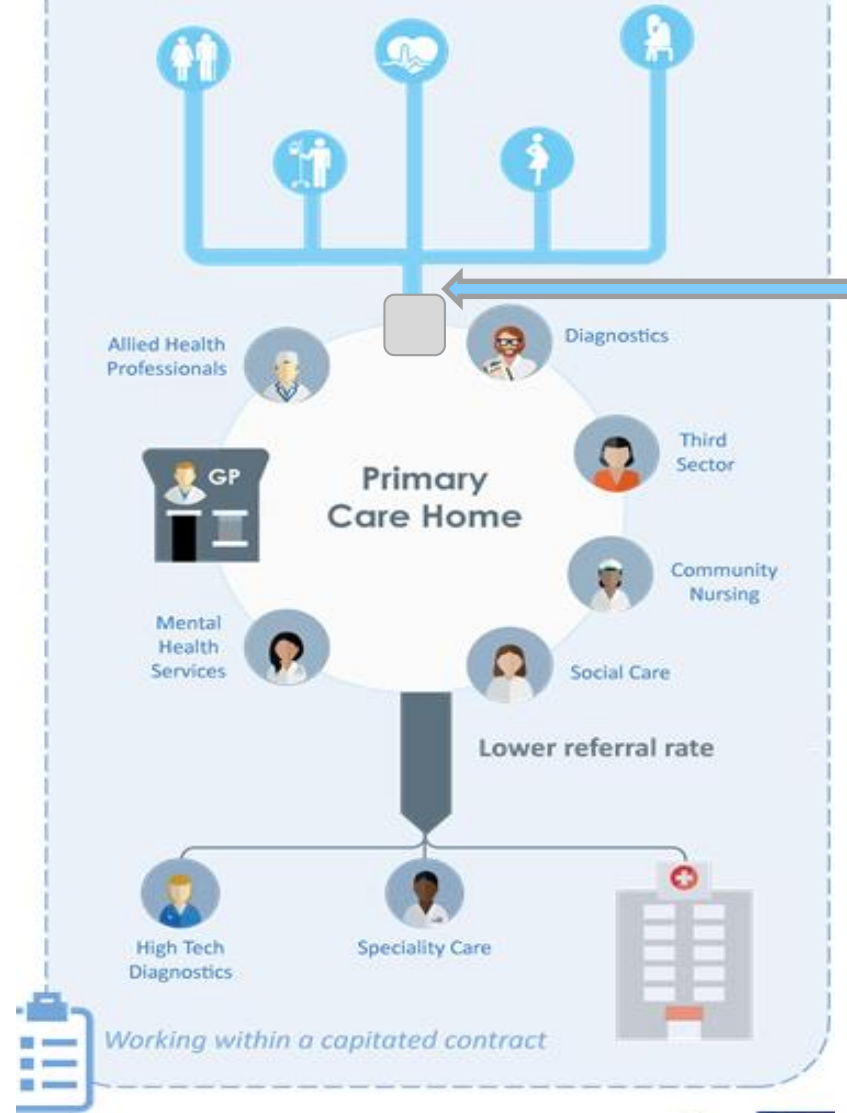 Allied Health
Professionals
Diagnostics
GP
Third
Sector
Primary
Care Home
Community
Nursing
Mental
Health
Services
Social Care
Lower referral rate
High Tech
Diagnostics
Speciality Care
Working within a capitated contract